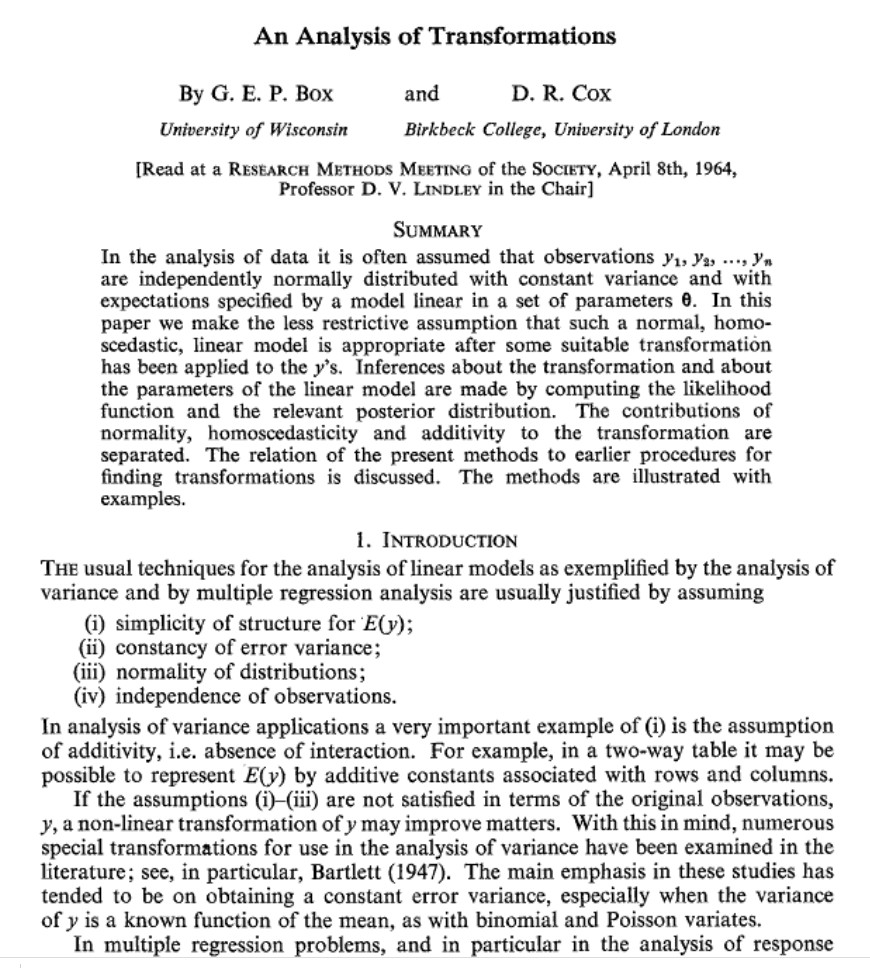 An Analysis of Transformations
By G. E. P. Box and D. R. Cox
University of Wisconsin Birkbeck College, University of London
[Read at a RESEARCH METHODS MEETING of the SOCIETY, April 8th, 1964,
Professor D. V. LINDLEY in the Chair]
SUMMARY
In the analysis of data it is often assumed that observations y₁, y₂, ..., yₙ
are independently normally distributed with constant variance and with
expectations specified by a model linear in a set of parameters θ. In this
paper we make the less restrictive assumption that such a normal, homo-
scedastic, linear model is appropriate after some suitable transformation
has been applied to the y's. Inferences about the transformation and about
the parameters of the linear model are made by computing the likelihood
function and the relevant posterior distribution. The contributions of
normality, homoscedasticity and additivity to the transformation are
separated. The relation of the present methods to earlier procedures for
finding transformations is discussed. The methods are illustrated with
examples.
1. INTRODUCTION
THE usual techniques for the analysis of linear models as exemplified by the analysis of
variance and by multiple regression analysis are usually justified by assuming
(i) simplicity of structure for E(y);
(ii) constancy of error variance;
(iii) normality of distributions;
(iv) independence of observations.
In analysis of variance applications a very important example of (i) is the assumption
of additivity, i.e. absence of interaction. For example, in a two-way table it may be
possible to represent E(y) by additive constants associated with rows and columns.
If the assumptions (i)–(iii) are not satisfied in terms of the original observations,
y, a non-linear transformation of y may improve matters. With this in mind, numerous
special transformations for use in the analysis of variance have been examined in the
literature; see, in particular, Bartlett (1947). The main emphasis in these studies has
tended to be on obtaining a constant error variance, especially when the variance
of y is a known function of the mean, as with binomial and Poisson variates.
In multiple regression problems, and in particular in the analysis of response